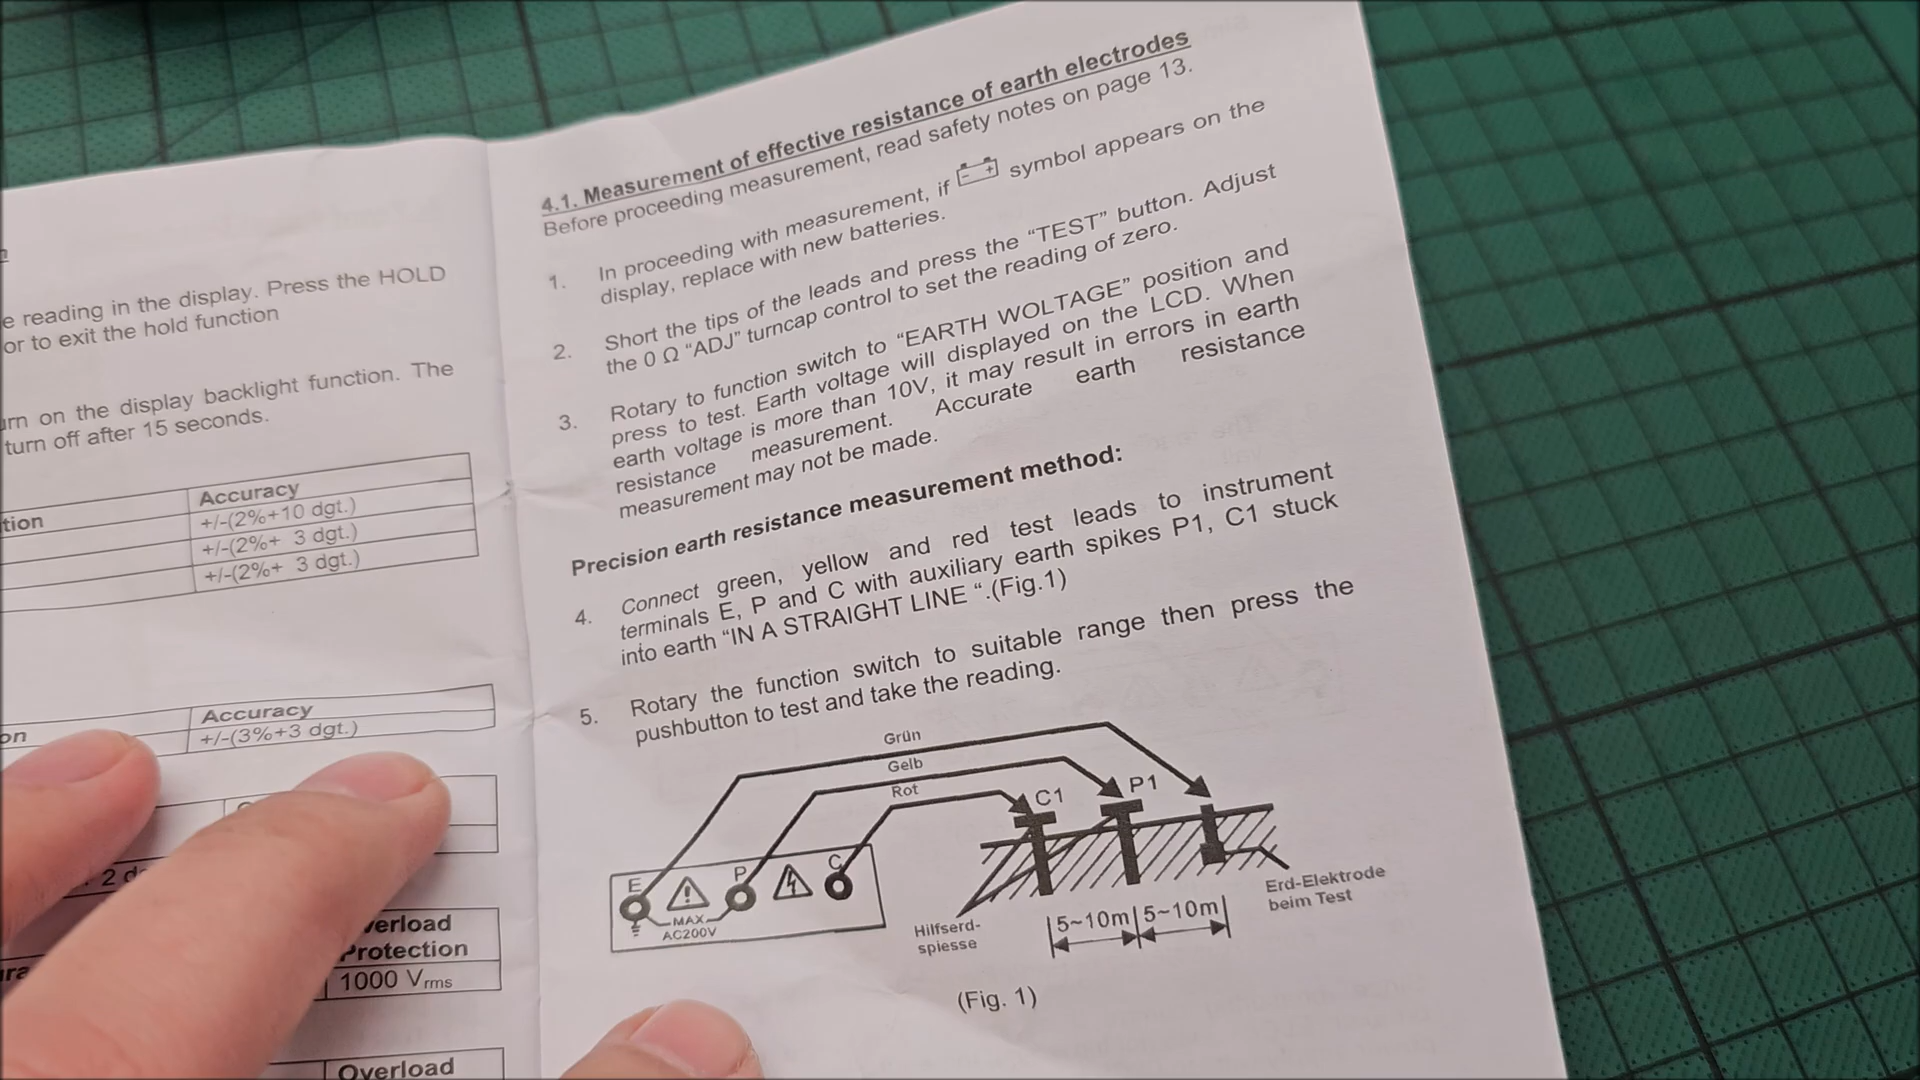 e reading in the display. Press the HOLD
or to exit the hold function
urn on the display backlight function. The
turn off after 15 seconds.
tion Accuracy
+/-(2%+10 dgt.)
+/-(2%+ 3 dgt.)
+/-(2%+ 3 dgt.)
on Accuracy
+/-(3%+3 dgt.)
2 d
verload
Protection
1000 Vrms
Overload
4.1. Measurement of effective resistance of earth electrodes
Before proceeding measurement, read safety notes on page 13.
1. In proceeding with measurement, if symbol appears on the
display, replace with new batteries.
2. Short the tips of the leads and press the “TEST” button. Adjust
the 0 Ω “ADJ” turncap control to set the reading of zero.
3. Rotary to function switch to “EARTH WOLTAGE” position and
press to test. Earth voltage will displayed on the LCD. When
earth voltage is more than 10V, it may result in errors in earth
resistance measurement. Accurate earth resistance
measurement may not be made.
Precision earth resistance measurement method:
4. Connect green, yellow and red test leads to instrument
terminals E, P and C with auxiliary earth spikes P1, C1 stuck
into earth “IN A STRAIGHT LINE “.(Fig.1)
5. Rotary the function switch to suitable range then press the
pushbutton to test and take the reading.
Grün
Gelb
Rot
C1 P1
E P C
MAX
AC200V
Hilfserd-
spiesse
5~10m 5~10m
Erd-Elektrode
beim Test
(Fig. 1)